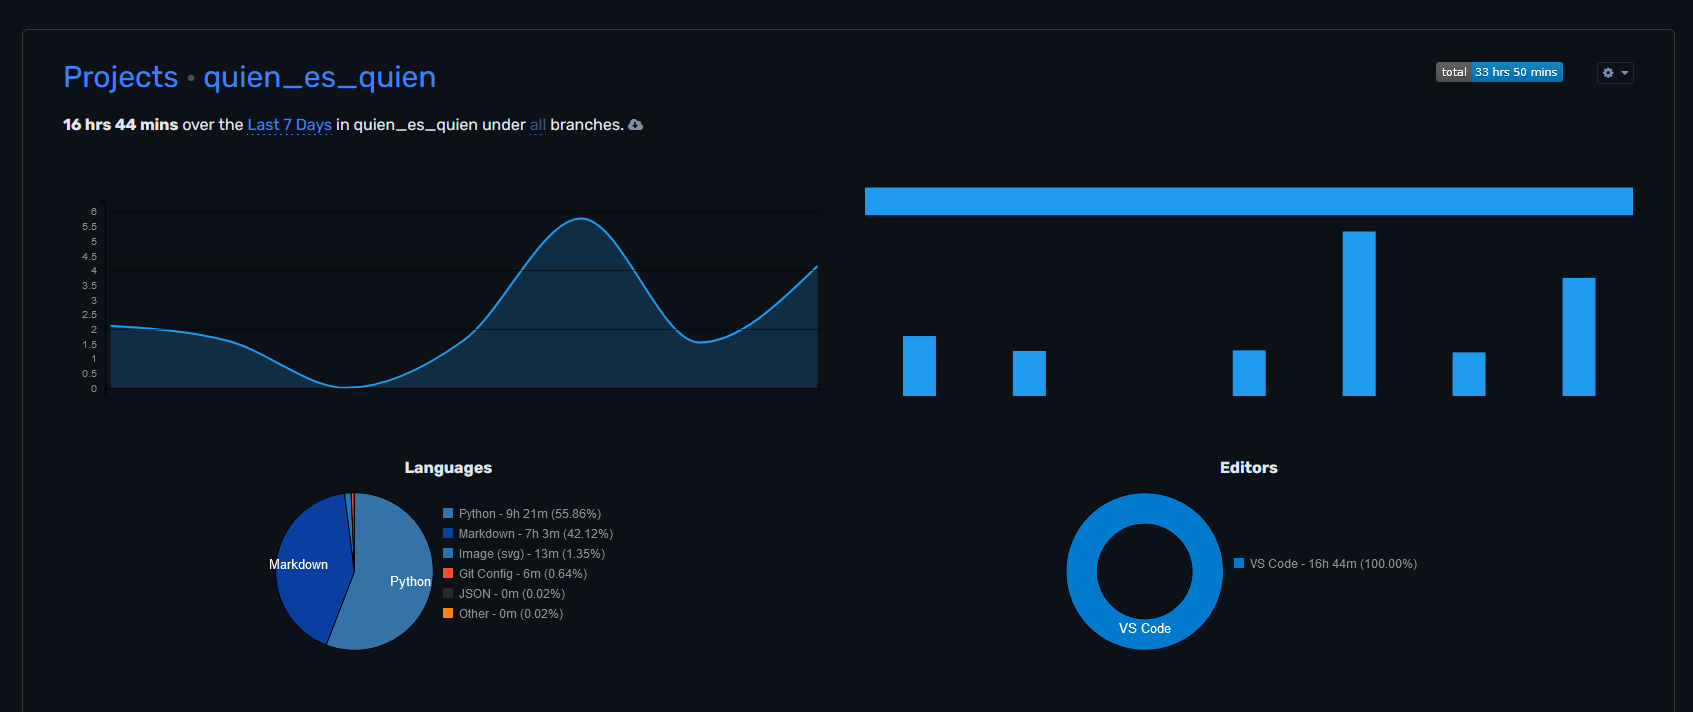 Projects • quien_es_quien
total 33 hrs 50 mins
16 hrs 44 mins over the Last 7 Days in quien_es_quien under all branches.
6
5.5
5
4.5
4
3.5
3
2.5
2
1.5
1
0.5
0
Languages
Markdown
Python
Python - 9h 21m (55.86%)
Markdown - 7h 3m (42.12%)
Image (svg) - 13m (1.35%)
Git Config - 6m (0.64%)
JSON - 0m (0.02%)
Other - 0m (0.02%)
Editors
VS Code
VS Code - 16h 44m (100.00%)